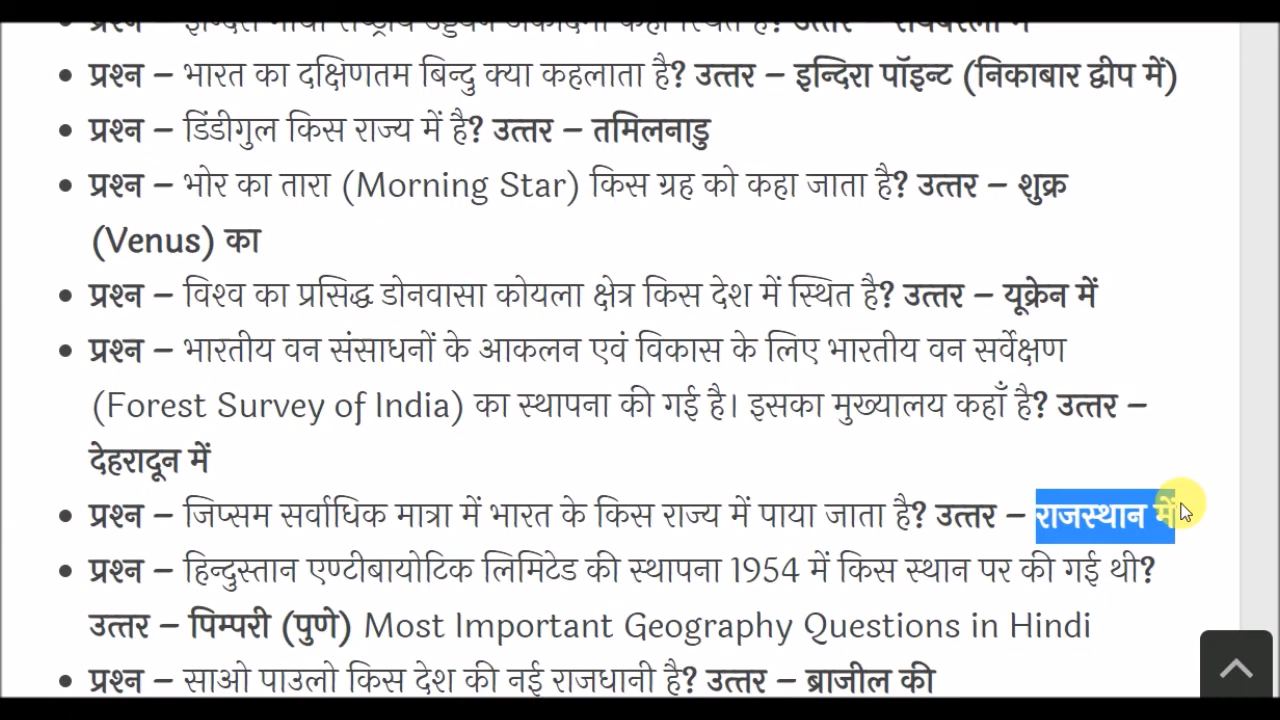 प्रश्न – भारत का दक्षिणतम बिन्दु क्या कहलाता है? उत्तर – इन्दिरा पॉइन्ट (निकाबार द्वीप में)
प्रश्न – डिंडीगुल किस राज्य में है? उत्तर – तमिलनाडु
प्रश्न – भोर का तारा (Morning Star) किस ग्रह को कहा जाता है? उत्तर – शुक्र
(Venus) का
प्रश्न – विश्व का प्रसिद्ध डोनवासा कोयला क्षेत्र किस देश में स्थित है? उत्तर – यूक्रेन में
प्रश्न – भारतीय वन संसाधनों के आकलन एवं विकास के लिए भारतीय वन सर्वेक्षण
(Forest Survey of India) का स्थापना की गई है। इसका मुख्यालय कहाँ है? उत्तर –
देहरादून में
प्रश्न – जिप्सम सर्वाधिक मात्रा में भारत के किस राज्य में पाया जाता है? उत्तर – राजस्थान में
प्रश्न – हिन्दुस्तान एण्टीबायोटिक लिमिटेड की स्थापना 1954 में किस स्थान पर की गई थी?
उत्तर – पिम्परी (पुणे) Most Important Geography Questions in Hindi
प्रश्न – साओ पाउलो किस देश की नई राजधानी है? उत्तर – ब्राजील की